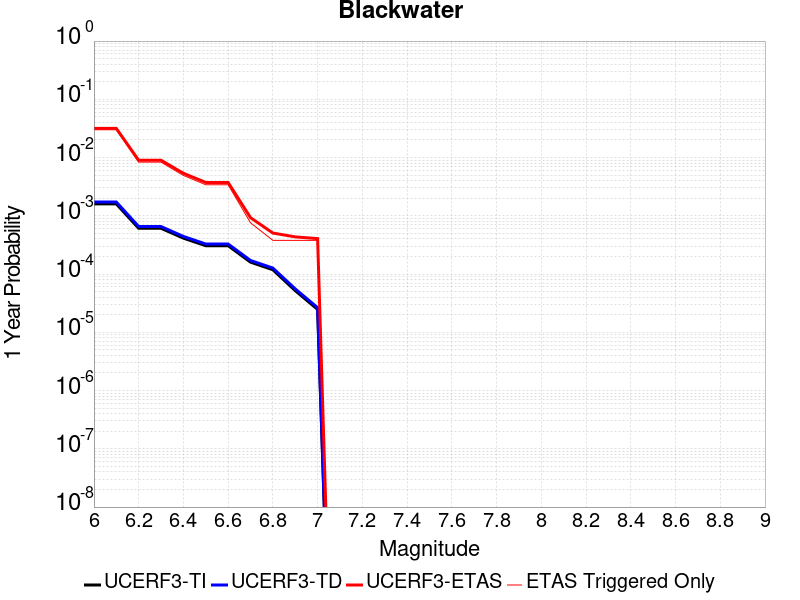 Blackwater
10^0
10^-1
10^-2
10^-3
10^-4
10^-5
10^-6
10^-7
10^-8
1 Year Probability
6 6.2 6.4 6.6 6.8 7 7.2 7.4 7.6 7.8 8 8.2 8.4 8.6 8.8 9
Magnitude
UCERF3-TI UCERF3-TD UCERF3-ETAS ETAS Triggered Only